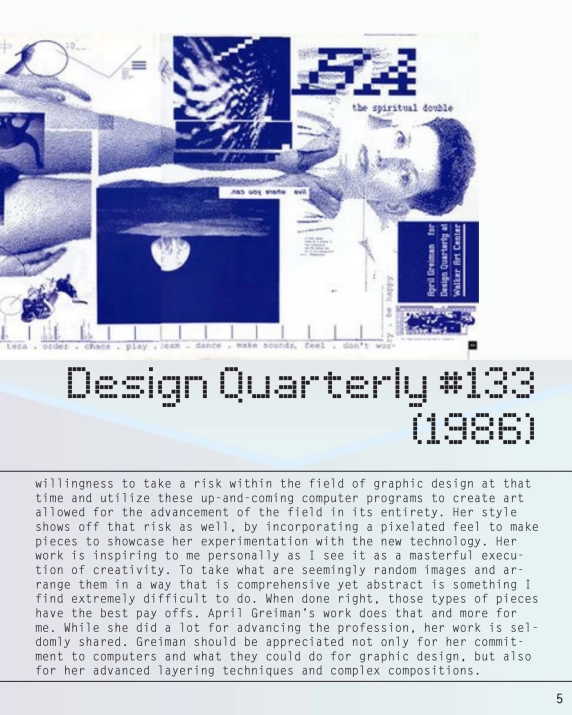 the spiritual double
live where you can.
April Greiman for
Design Quarterly at
Walker Art Center
be happy
tera . order . chaos . play . . dance . make sounds, feel . don't wor-
Design Quarterly #133
(1986)
willingness to take a risk within the field of graphic design at that
time and utilize these up-and-coming computer programs to create art
allowed for the advancement of the field in its entirety. Her style
shows off that risk as well, by incorporating a pixelated feel to make
pieces to showcase her experimentation with the new technology. Her
work is inspiring to me personally as I see it as a masterful execu-
tion of creativity. To take what are seemingly random images and ar-
range them in a way that is comprehensive yet abstract is something I
find extremely difficult to do. When done right, those types of pieces
have the best pay offs. April Greiman's work does that and more for
me. While she did a lot for advancing the profession, her work is sel-
domly shared. Greiman should be appreciated not only for her commit-
ment to computers and what they could do for graphic design, but also
for her advanced layering techniques and complex compositions.
5